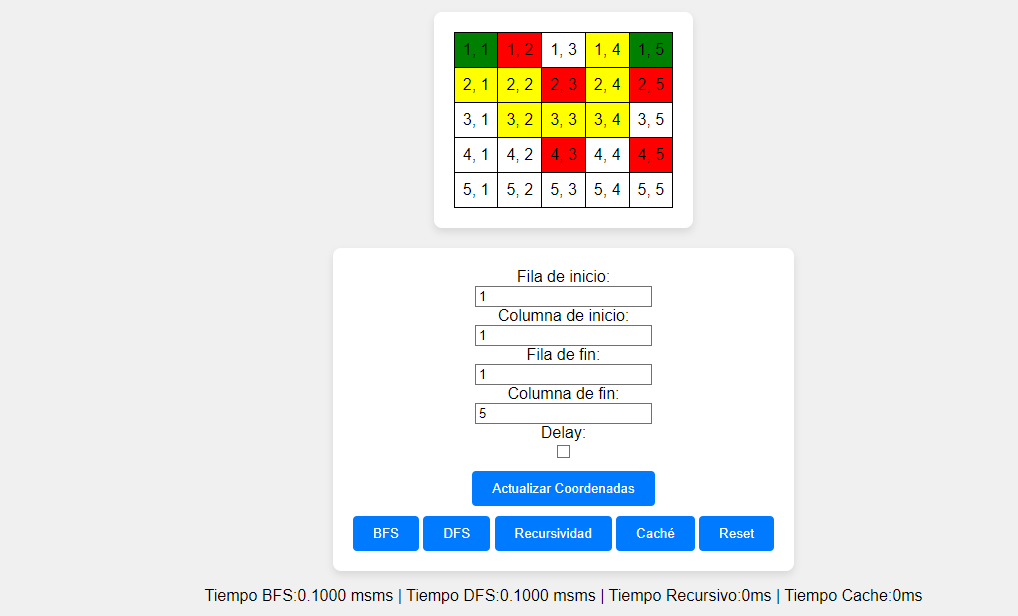 1, 1 1, 2 1, 3 1, 4 1, 5
2, 1 2, 2 2, 3 2, 4 2, 5
3, 1 3, 2 3, 3 3, 4 3, 5
4, 1 4, 2 4, 3 4, 4 4, 5
5, 1 5, 2 5, 3 5, 4 5, 5
Fila de inicio:
1
Columna de inicio:
1
Fila de fin:
1
Columna de fin:
5
Delay:
Actualizar Coordenadas
BFS DFS Recursividad Caché Reset
Tiempo BFS:0.1000 msms | Tiempo DFS:0.1000 msms | Tiempo Recursivo:0ms | Tiempo Cache:0ms